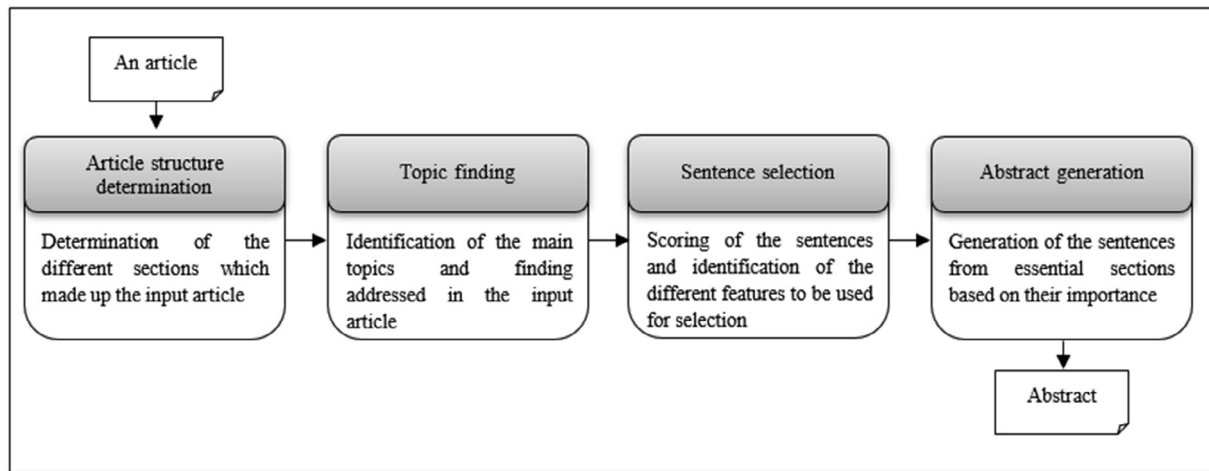 An article
Article structure
determination
Determination of the
different sections which
made up the input article
Topic finding
Identification of the main
topics and finding
addressed in the input
article
Sentence selection
Scoring of the sentences
and identification of the
different features to be used
for selection
Abstract generation
Generation of the sentences
from essential sections
based on their importance
Abstract